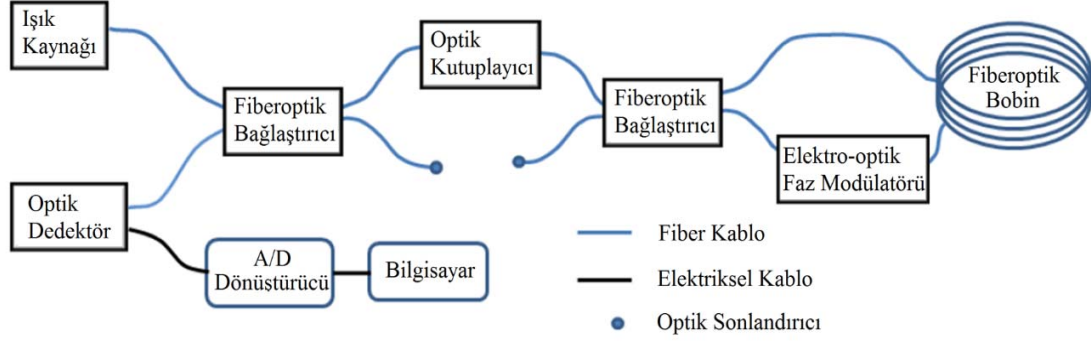 Işık
Kaynağı
Optik
Kutuplayıcı
Fiberoptik
Bobin
Fiberoptik
Bağlaştırıcı
Fiberoptik
Bağlaştırıcı
Elektro-optik
Faz Modülatörü
Optik
Dedektör
A/D
Dönüştürücü
Bilgisayar
Fiber Kablo
Elektriksel Kablo
Optik Sonlandırıcı